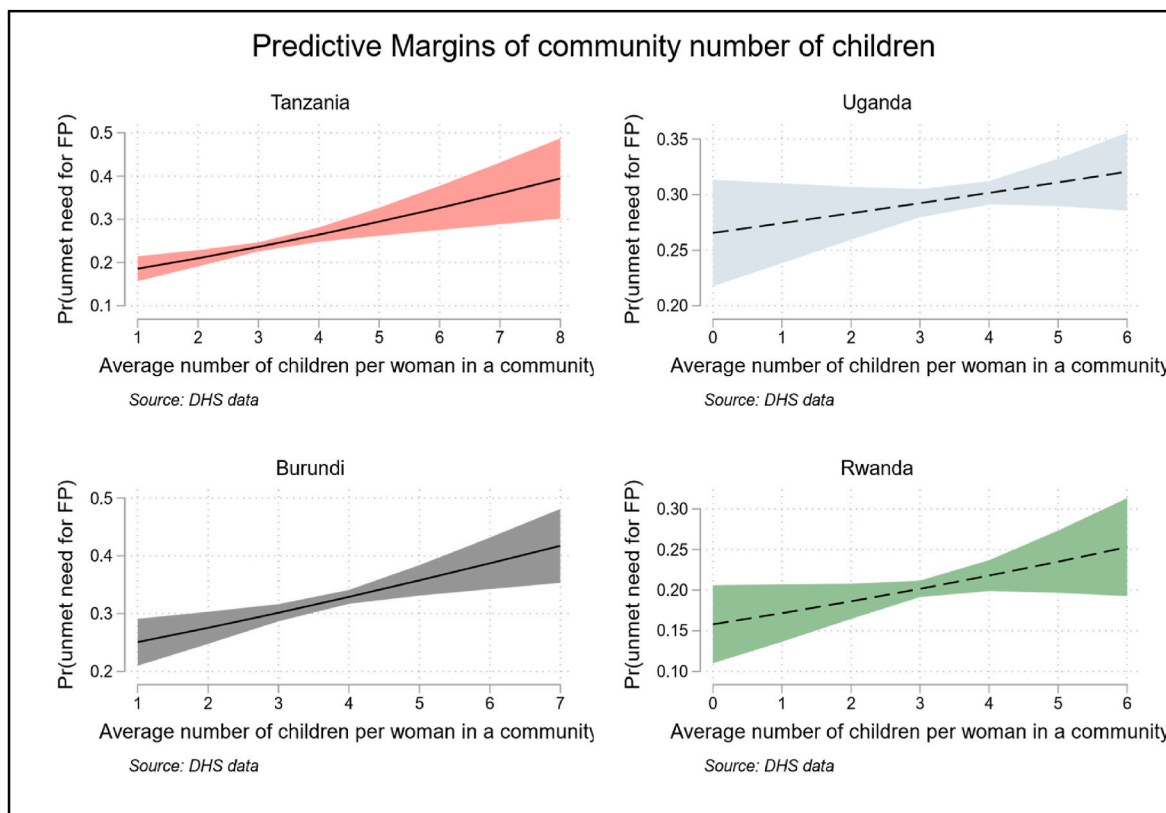 Predictive Margins of community number of children
Tanzania
Pr(unmet need for FP)
0.5
0.4
0.3
0.2
0.1
1 2 3 4 5 6 7 8
Average number of children per woman in a community
Source: DHS data
Uganda
Pr(unmet need for FP)
0.35
0.30
0.25
0.20
0 1 2 3 4 5 6
Average number of children per woman in a community
Source: DHS data
Burundi
Pr(unmet need for FP)
0.5
0.4
0.3
0.2
1 2 3 4 5 6 7
Average number of children per woman in a community
Source: DHS data
Rwanda
Pr(unmet need for FP)
0.30
0.25
0.20
0.15
0.10
0 1 2 3 4 5 6
Average number of children per woman in a community
Source: DHS data